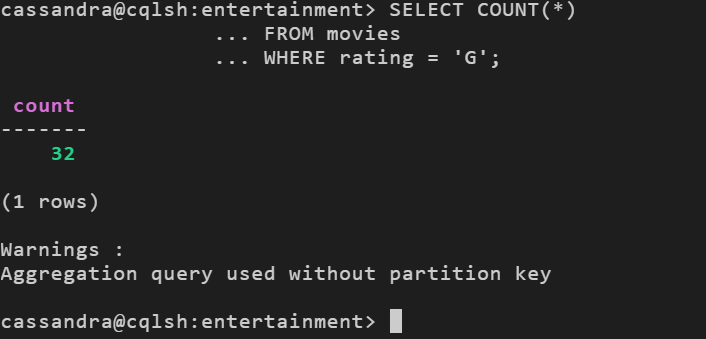 cassandra@cqlsh:entertainment> SELECT COUNT(*)
... FROM movies
... WHERE rating = 'G';
count
-------
32
(1 rows)
Warnings :
Aggregation query used without partition key
cassandra@cqlsh:entertainment>